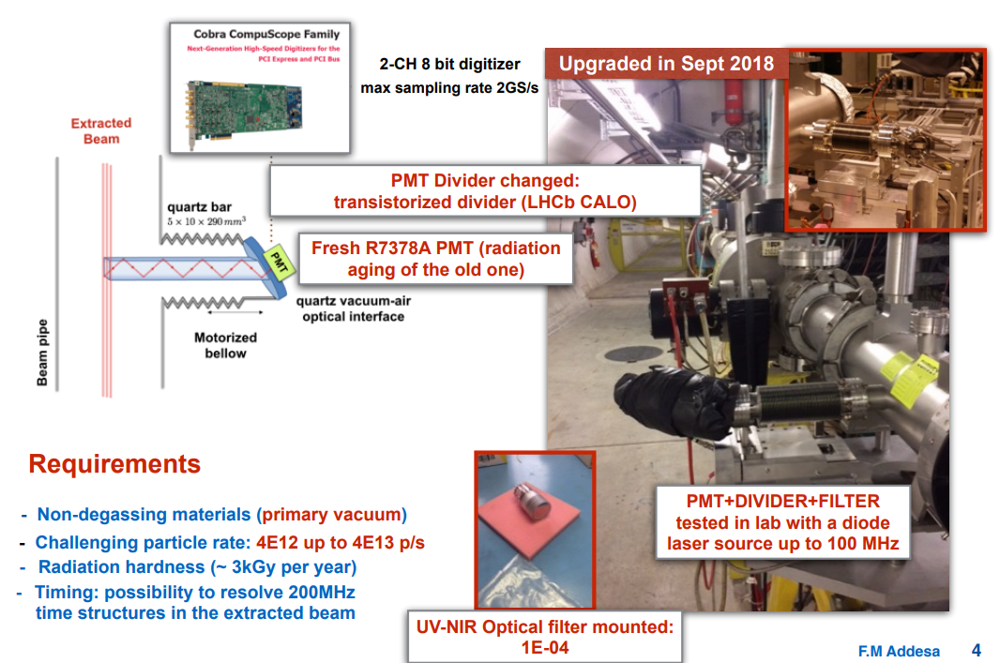 Cobra CompuScope Family
Next-Generation High-Speed Digitizers for the
PCI Express and PCI Bus
2-CH 8 bit digitizer
max sampling rate 2GS/s
Upgraded in Sept 2018
Extracted
Beam
PMT Divider changed:
transistorized divider (LHCb CALO)
quartz bar
5 × 10 × 290 mm³
Fresh R7378A PMT (radiation
aging of the old one)
PMT
quartz vacuum-air
optical interface
Motorized
bellow
Beam pipe
Requirements
- Non-degassing materials (primary vacuum)
- Challenging particle rate: 4E12 up to 4E13 p/s
- Radiation hardness (~ 3kGy per year)
- Timing: possibility to resolve 200MHz
time structures in the extracted beam
PMT+DIVIDER+FILTER
tested in lab with a diode
laser source up to 100 MHz
UV-NIR Optical filter mounted:
1E-04
F.M Addesa 4